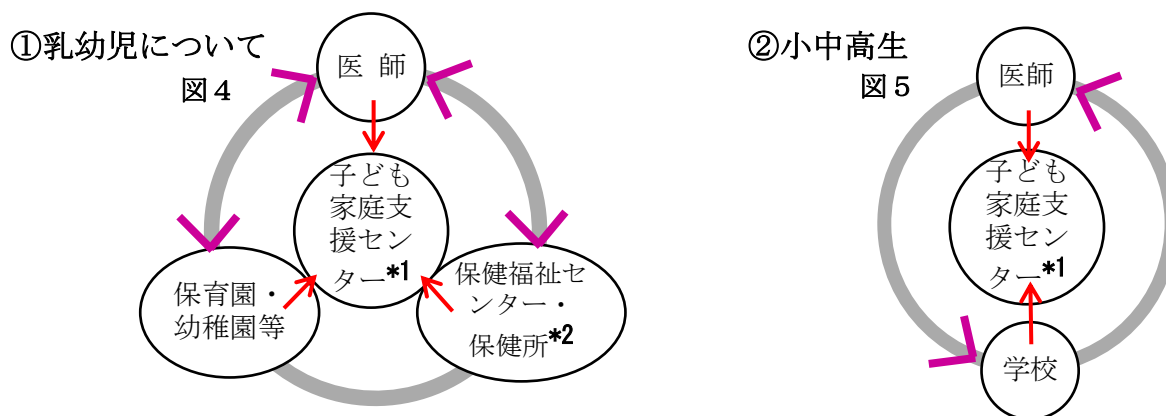 ①乳幼児について
図4
医 師
子ども
家庭支
援セン
ター*1
保育園・
幼稚園等
保健福祉セ
ンター・
保健所*2
②小中高生
図5
医師
子ども
家庭支
援セン
ター*1
学校